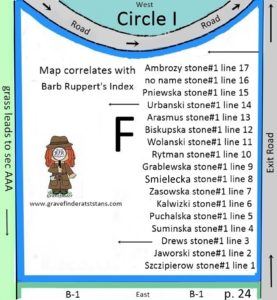 West
Circle I
Road
Road
Map correlates with
Barb Ruppert's Index
F
Ambrozy stone#1 line 17
no name stone#1 line 16
Pniewska stone#1 line 15
Urbanski stone#1 line 14
Arasmus stone#1 line 13
Biskupska stone#1 line 12
Wolanski stone#1 line 11
Rytman stone#1 line 10
Grablewska stone#1 line 9
Smielecka stone#1 line 8
Zasowska stone#1 line 7
Kalwizki stone#1 line 6
Puchalska stone#1 line 5
Suminska stone#1 line 4
Drews stone#1 line 3
Jaworski stone#1 line 2
Szczipierow stone#1 line 1
www.gravefinderatststans.com
grass leads to sec AAA
Exit Road
B-1
East
B-1
p. 24